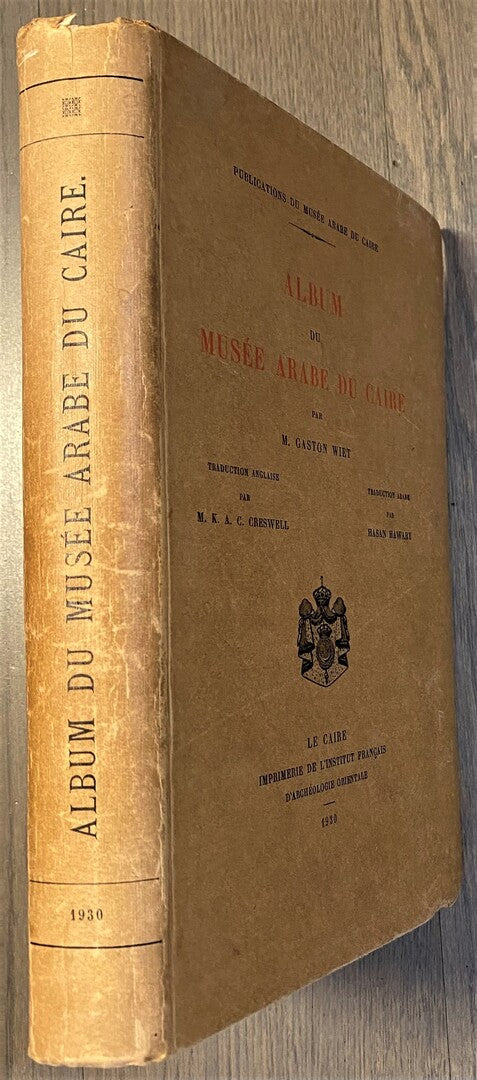 ALBUM DU MUSÉE ARABE DU CAIRE.
1930
PUBLICATIONS DU MUSÉE ARABE DU CAIRE
ALBUM
DU
MUSÉE ARABE DU CAIRE
PAR
M. GASTON WIET
TRADUCTION ANGLAISE
PAR
M. K. A. C. CRESWELL
TRADUCTION ARABE
PAR
HASAN HAWARY
LE CAIRE
IMPRIMERIE DE L'INSTITUT FRANÇAIS
D'ARCHÉOLOGIE ORIENTALE
1930